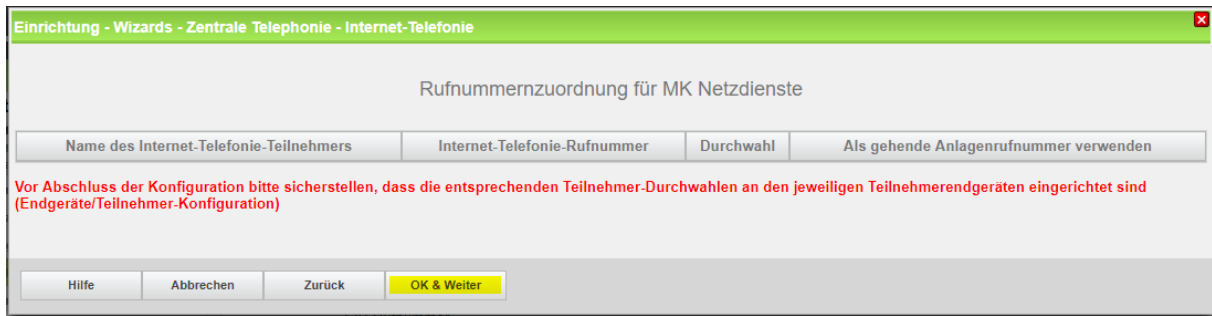 Einrichtung - Wizards - Zentrale Telephonie - Internet-Telefonie
Rufnummernzuordnung für MK Netzdienste
Name des Internet-Telefonie-Teilnehmers Internet-Telefonie-Rufnummer Durchwahl Als gehende Anlagenrufnummer verwenden
Vor Abschluss der Konfiguration bitte sicherstellen, dass die entsprechenden Teilnehmer-Durchwahlen an den jeweiligen Teilnehmerendgeräten eingerichtet sind
(Endgeräte/Teilnehmer-Konfiguration)
Hilfe Abbrechen Zurück OK & Weiter